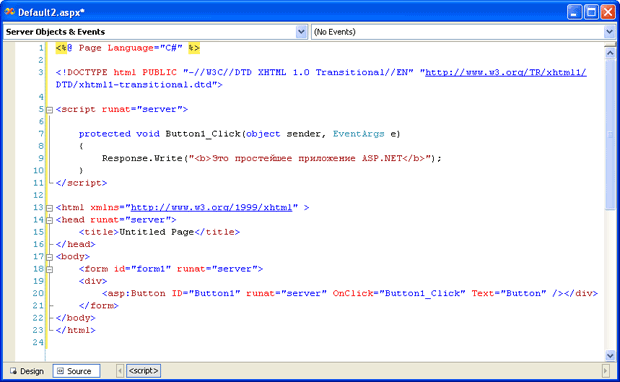 Default2.aspx*
Server Objects & Events (No Events)
1 <%@ Page Language="C#" %>
2
3 <!DOCTYPE html PUBLIC "-//W3C//DTD XHTML 1.0 Transitional//EN" "http://www.w3.org/TR/xhtml1/
DTD/xhtml1-transitional.dtd">
4
5 <script runat="server">
6
7 protected void Button1_Click(object sender, EventArgs e)
8 {
9 Response.Write("<b>Это простейшее приложение ASP.NET</b>");
10 }
11 </script>
12
13 <html xmlns="http://www.w3.org/1999/xhtml" >
14 <head runat="server">
15 <title>Untitled Page</title>
16 </head>
17 <body>
18 <form id="form1" runat="server">
19 <div>
20 <asp:Button ID="Button1" runat="server" OnClick="Button1_Click" Text="Button" /></div>
21 </form>
22 </body>
23 </html>
24
Design Source <script>